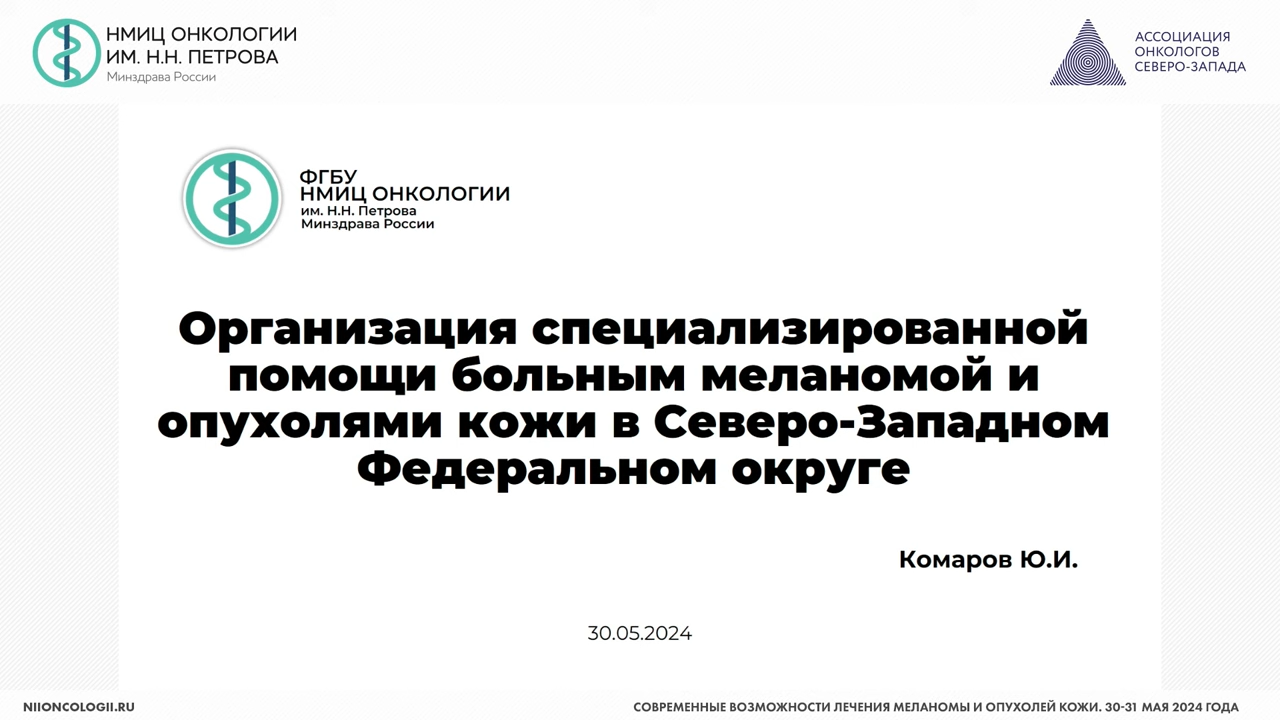 НМИЦ ОНКОЛОГИИ
ИМ. Н.Н. ПЕТРОВА
Минздрава России
АССОЦИАЦИЯ
ОНКОЛОГОВ
СЕВЕРО-ЗАПАДА
ФГБУ
НМИЦ ОНКОЛОГИИ
им. Н.Н. Петрова
Минздрава России
Организация специализированной
помощи больным меланомой и
опухолями кожи в Северо-Западном
Федеральном округе
Комаров Ю.И.
30.05.2024
NIIONCOLOGII.RU
СОВРЕМЕННЫЕ ВОЗМОЖНОСТИ ЛЕЧЕНИЯ МЕЛАНОМЫ И ОПУХОЛЕЙ КОЖИ. 30-31 МАЯ 2024 ГОДА